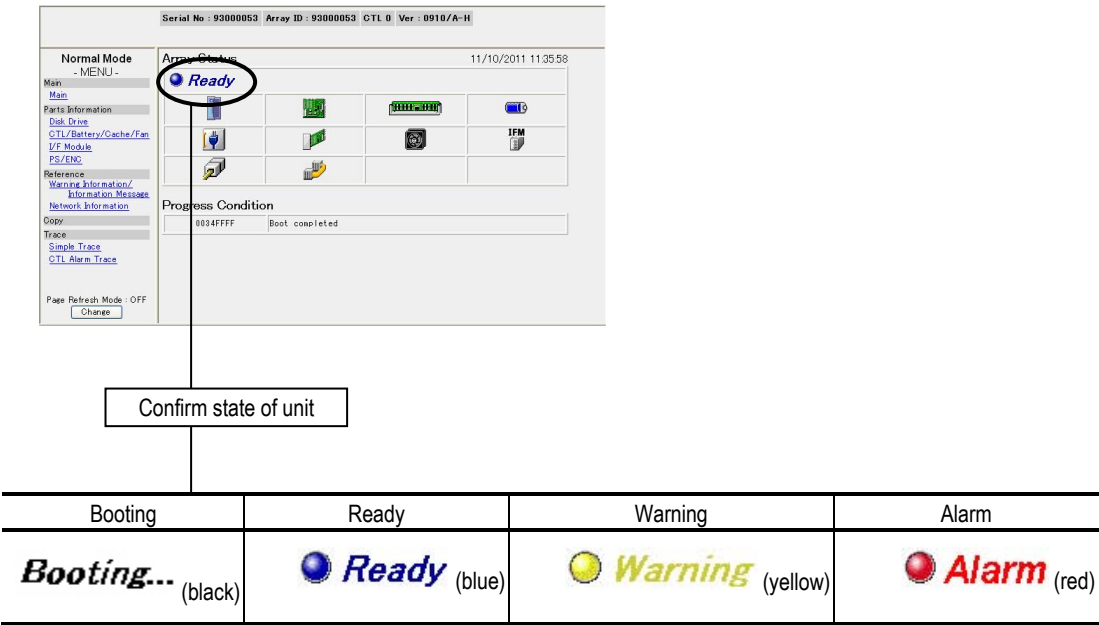 Serial No : 93000053 Array ID : 93000053 CTL 0 Ver : 0910/A-H
Normal Mode
- MENU -
Main
Main
Parts Information
Disk Drive
CTL/Battery/Cache/Fan
I/F Module
PS/ENC
Reference
Warning Information/
Information Message
Network Information
Copy
Trace
Simple Trace
CTL Alarm Trace
Page Refresh Mode : OFF
Change
Array Status 11/10/2011 11:35:58
Ready
IFM
Progress Condition
0034FFFF Boot completed
Confirm state of unit
Booting Ready Warning Alarm
Booting... (black) Ready (blue) Warning (yellow) Alarm (red)